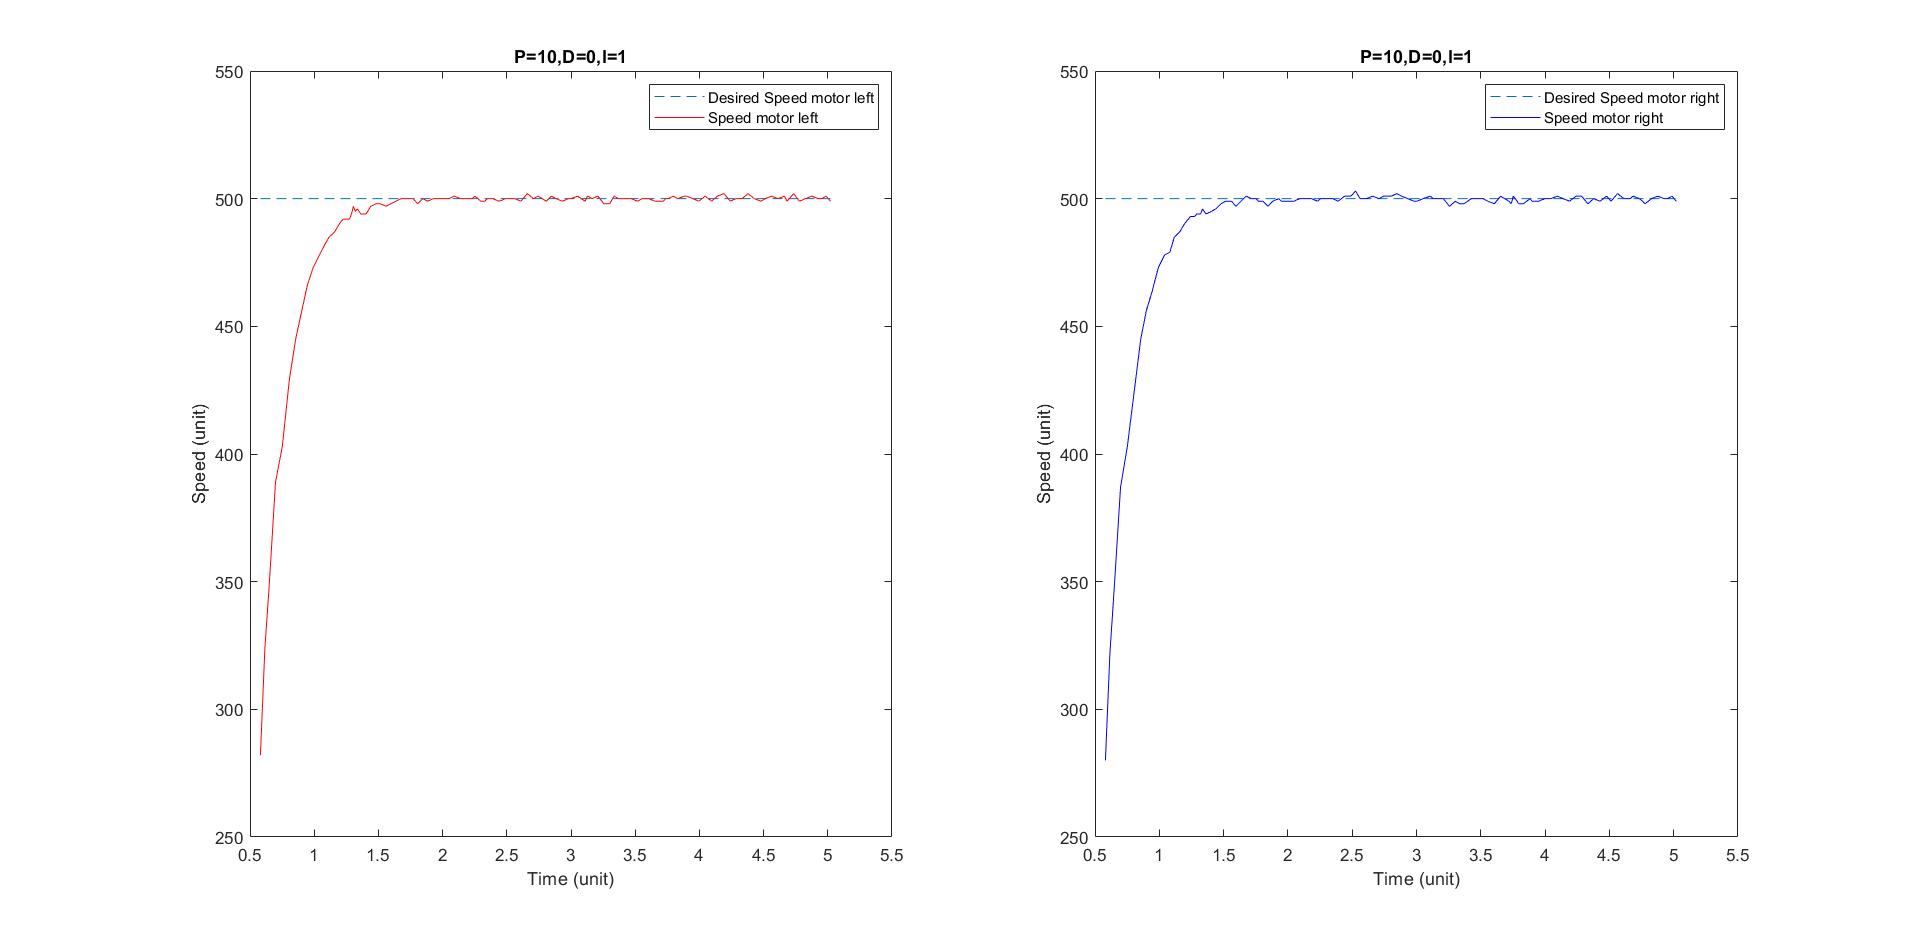 P=10,D=0,I=1
550
500
450
400
350
300
250
Speed (unit)
0.5 1 1.5 2 2.5 3 3.5 4 4.5 5 5.5
Time (unit)
Desired Speed motor left
Speed motor left
P=10,D=0,I=1
550
500
450
400
350
300
250
Speed (unit)
0.5 1 1.5 2 2.5 3 3.5 4 4.5 5 5.5
Time (unit)
Desired Speed motor right
Speed motor right